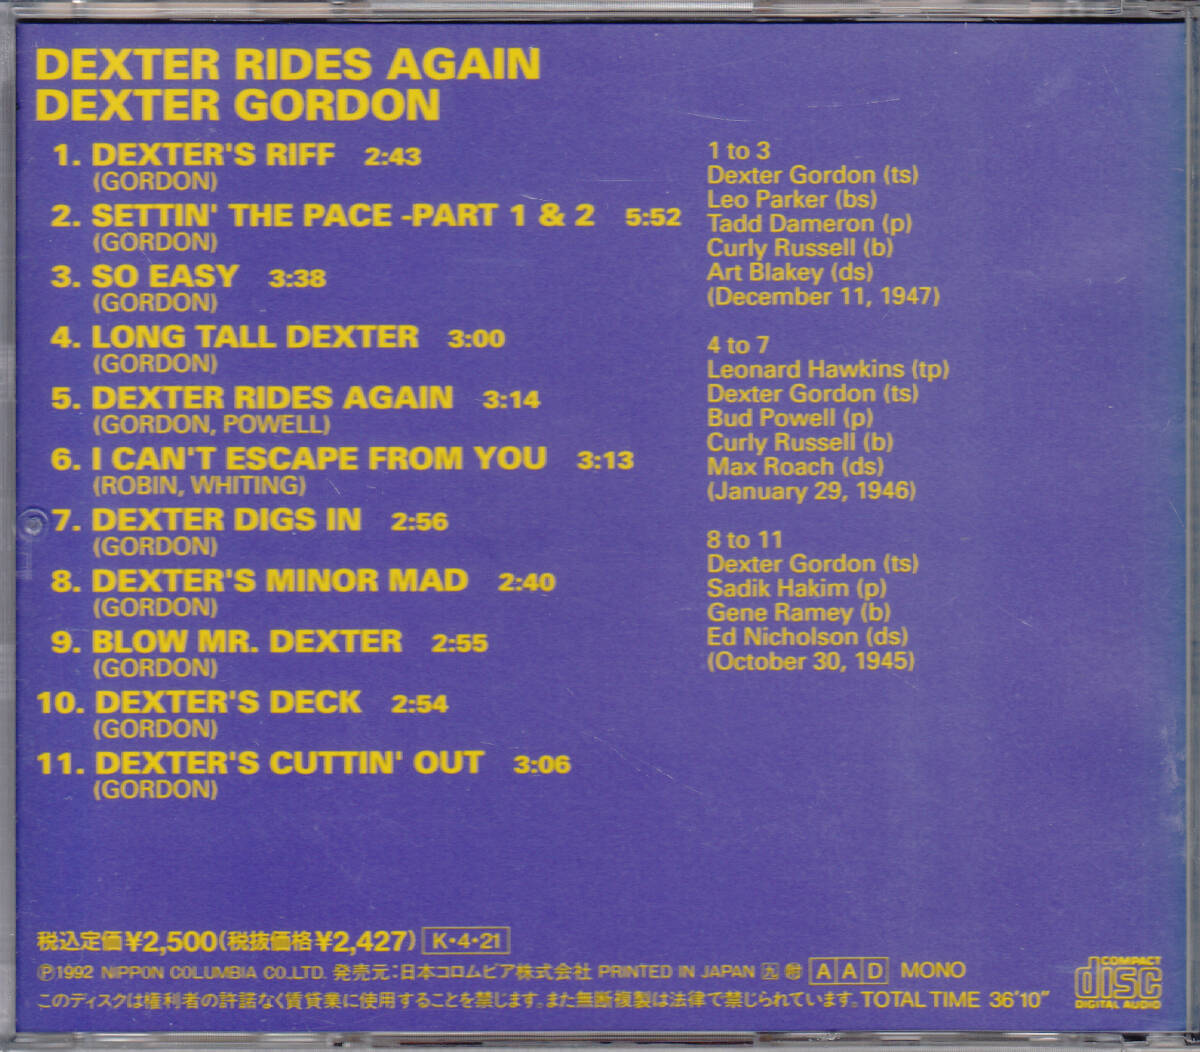 DEXTER RIDES AGAIN
DEXTER GORDON
1. DEXTER'S RIFF 2:43
(GORDON)
2. SETTIN' THE PACE -PART 1 & 2 5:52
(GORDON)
3. SO EASY 3:38
(GORDON)
4. LONG TALL DEXTER 3:00
(GORDON)
5. DEXTER RIDES AGAIN 3:14
(GORDON, POWELL)
6. I CAN'T ESCAPE FROM YOU 3:13
(ROBIN, WHITING)
7. DEXTER DIGS IN 2:56
(GORDON)
8. DEXTER'S MINOR MAD 2:40
(GORDON)
9. BLOW MR. DEXTER 2:55
(GORDON)
10. DEXTER'S DECK 2:54
(GORDON)
11. DEXTER'S CUTTIN' OUT 3:06
(GORDON)
1 to 3
Dexter Gordon (ts)
Leo Parker (bs)
Tadd Dameron (p)
Curly Russell (b)
Art Blakey (ds)
(December 11, 1947)
4 to 7
Leonard Hawkins (tp)
Dexter Gordon (ts)
Bud Powell (p)
Curly Russell (b)
Max Roach (ds)
(January 29, 1946)
8 to 11
Dexter Gordon (ts)
Sadik Hakim (p)
Gene Ramey (b)
Ed Nicholson (ds)
(October 30, 1945)
税込定価¥2,500(税抜価格¥2,427) K・4・21
Ⓟ1992 NIPPON COLUMBIA CO.,LTD. 発売元:日本コロムビア株式会社 PRINTED IN JAPAN A A D MONO
このディスクは権利者の許諾なく賃貸業に使用することを禁じます。また無断複製は法律で禁じられています。TOTAL TIME 36'10"
COMPACT
disc
DIGITAL AUDIO